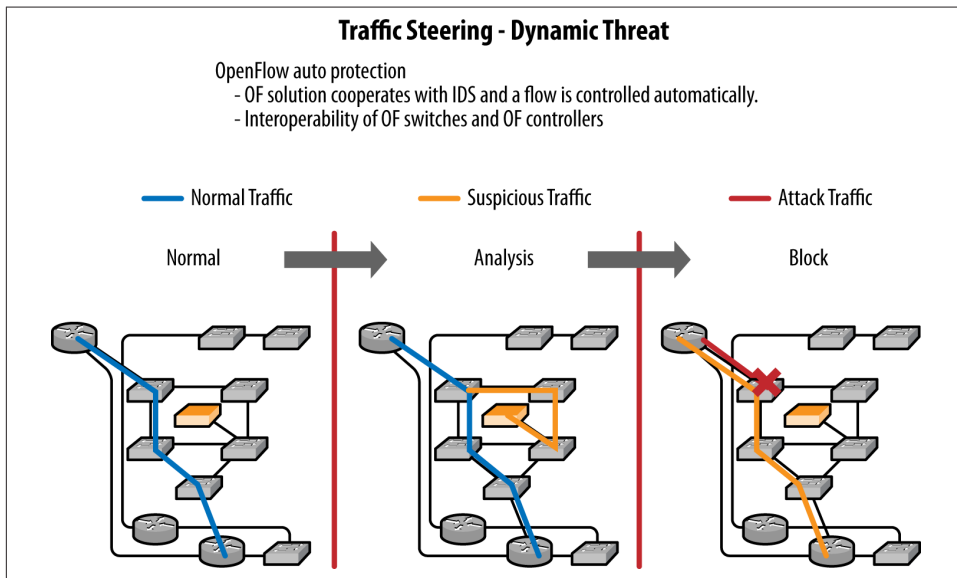 Traffic Steering - Dynamic Threat
OpenFlow auto protection
- OF solution cooperates with IDS and a flow is controlled automatically.
- Interoperability of OF switches and OF controllers
Normal Traffic
Suspicious Traffic
Attack Traffic
Normal
Analysis
Block